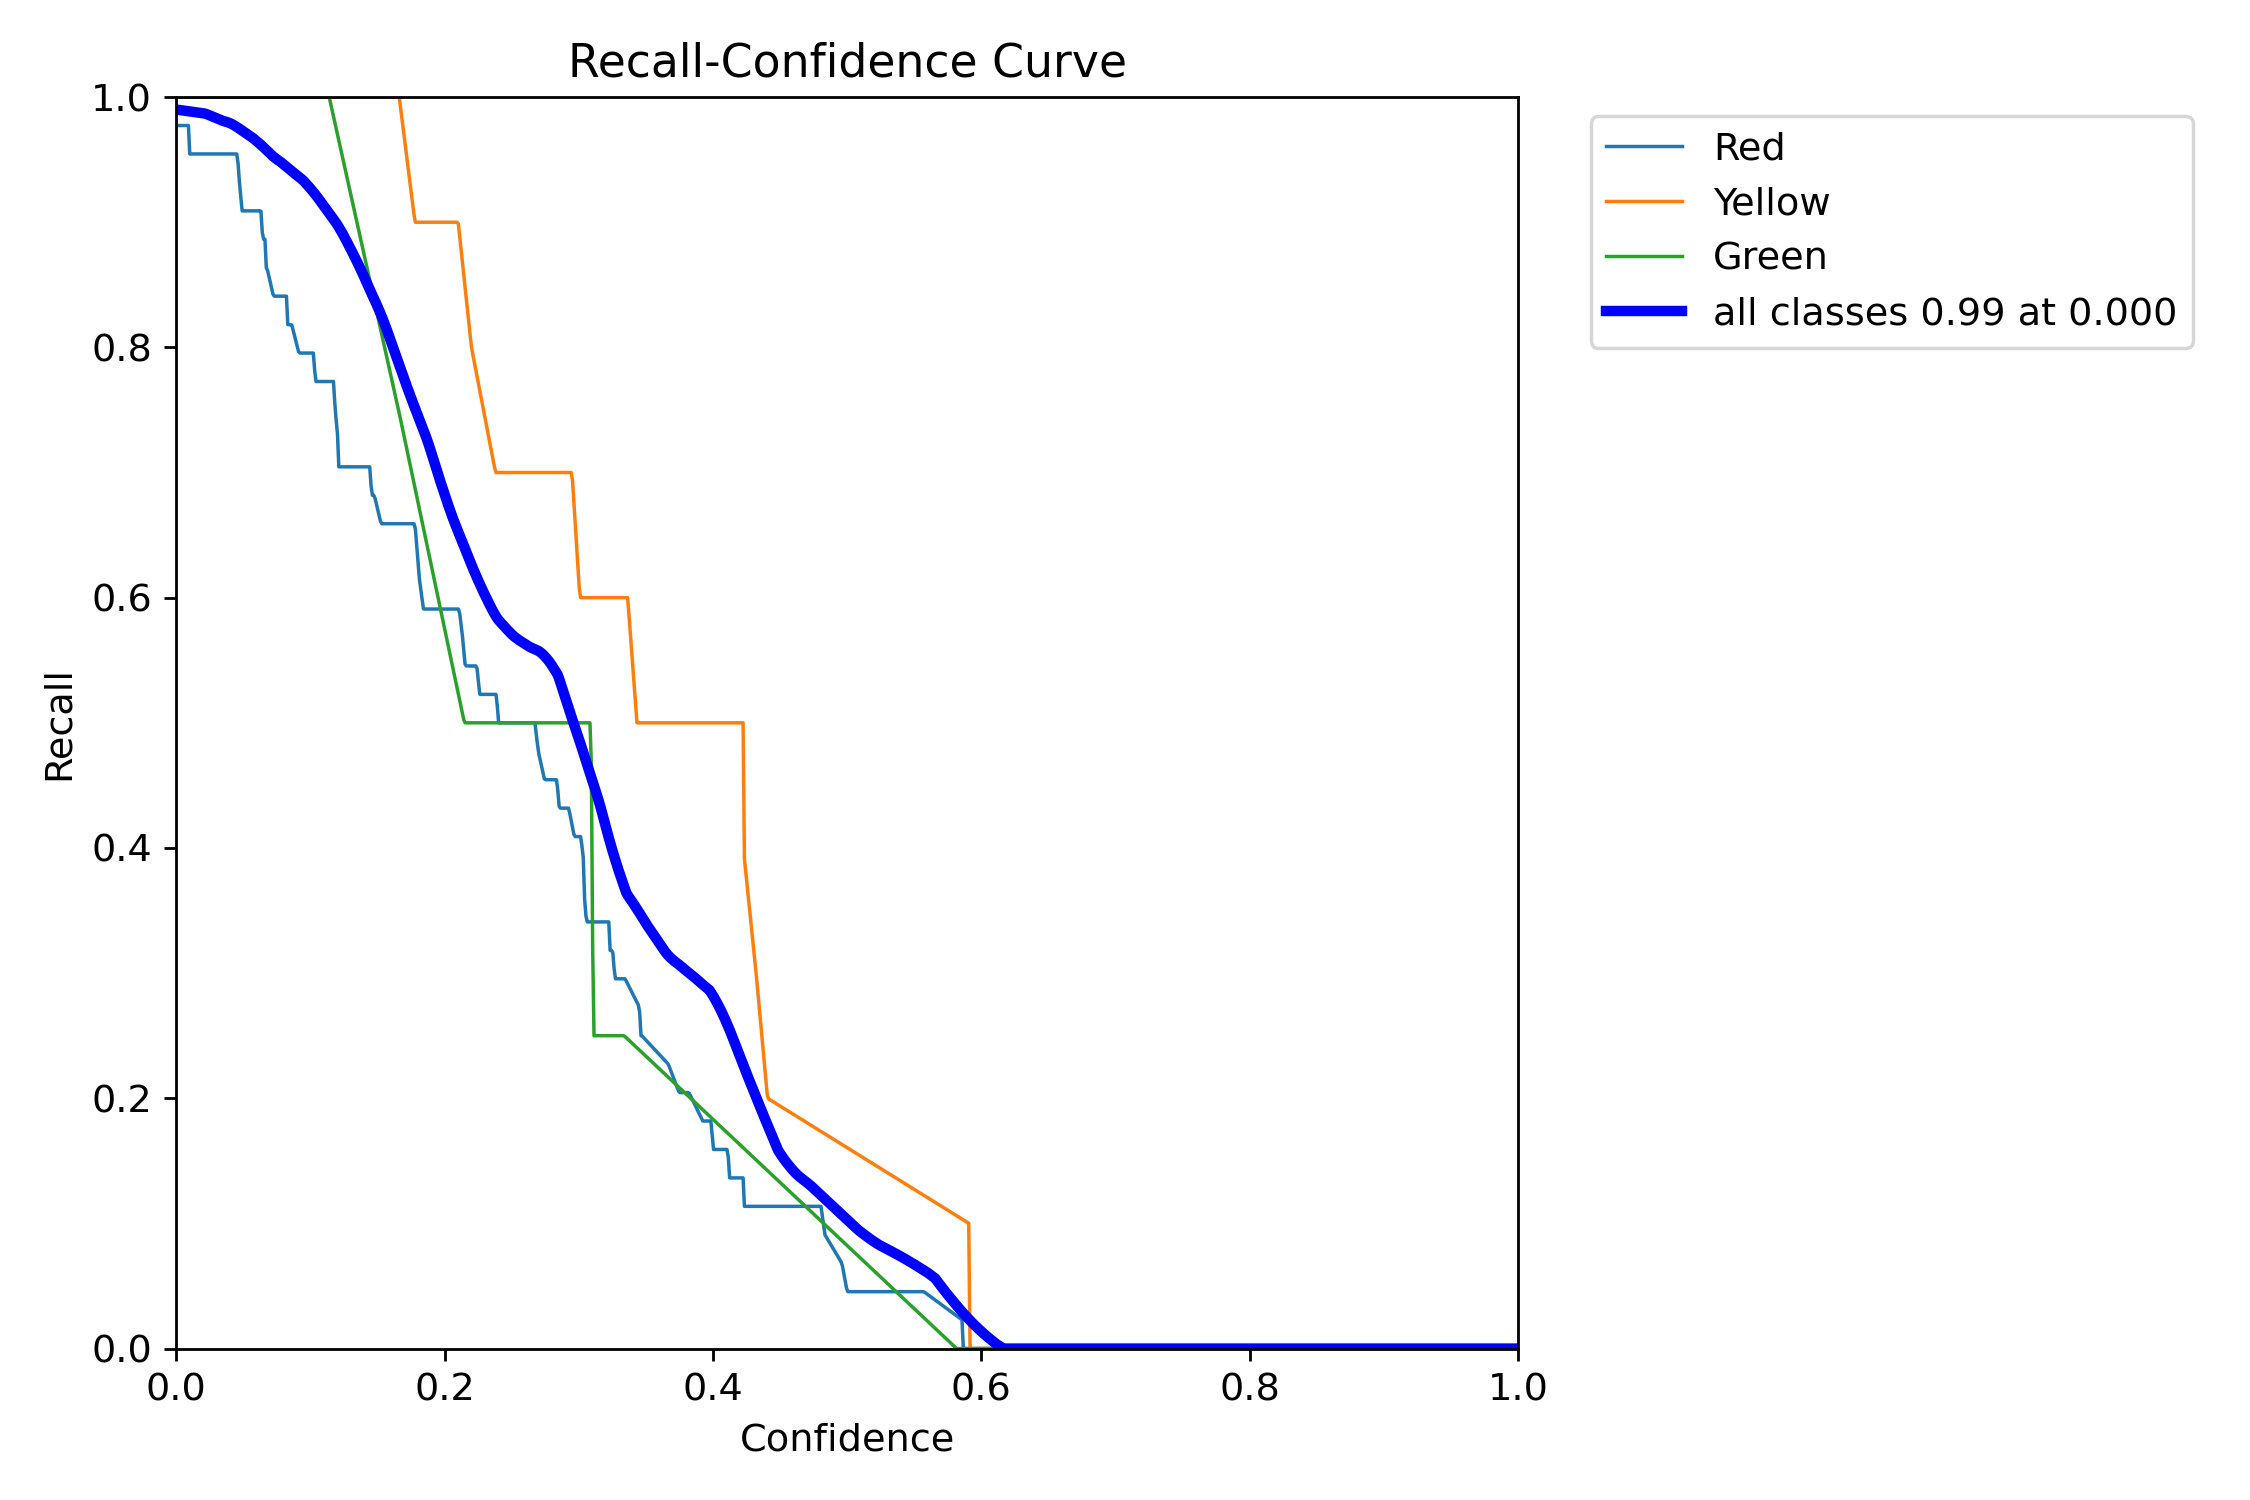 Recall-Confidence Curve
1.0
0.8
0.6
0.4
0.2
0.0
Recall
0.0 0.2 0.4 0.6 0.8 1.0
Confidence
Red
Yellow
Green
all classes 0.99 at 0.000